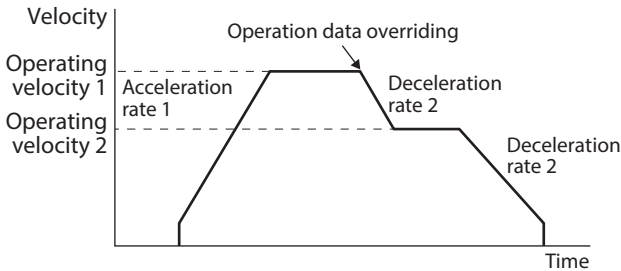 Velocity
Operation data overriding
Operating
velocity 1
Acceleration
rate 1
Deceleration
rate 2
Operating
velocity 2
Deceleration
rate 2
Time